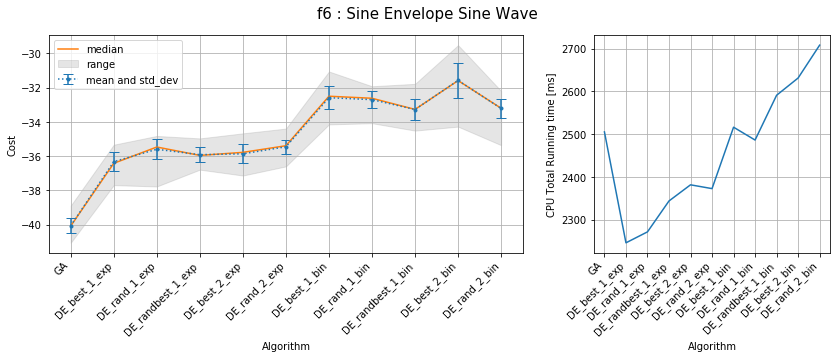 f6 : Sine Envelope Sine Wave
median
range
mean and std_dev
Cost
−30
−32
−34
−36
−38
−40
GA
DE_best_1_exp
DE_rand_1_exp
DE_randbest_1_exp
DE_best_2_exp
DE_rand_2_exp
DE_best_1_bin
DE_rand_1_bin
DE_randbest_1_bin
DE_best_2_bin
DE_rand_2_bin
Algorithm
CPU Total Running time [ms]
2700
2600
2500
2400
2300
GA
DE_best_1_exp
DE_rand_1_exp
DE_randbest_1_exp
DE_best_2_exp
DE_rand_2_exp
DE_best_1_bin
DE_rand_1_bin
DE_randbest_1_bin
DE_best_2_bin
DE_rand_2_bin
Algorithm